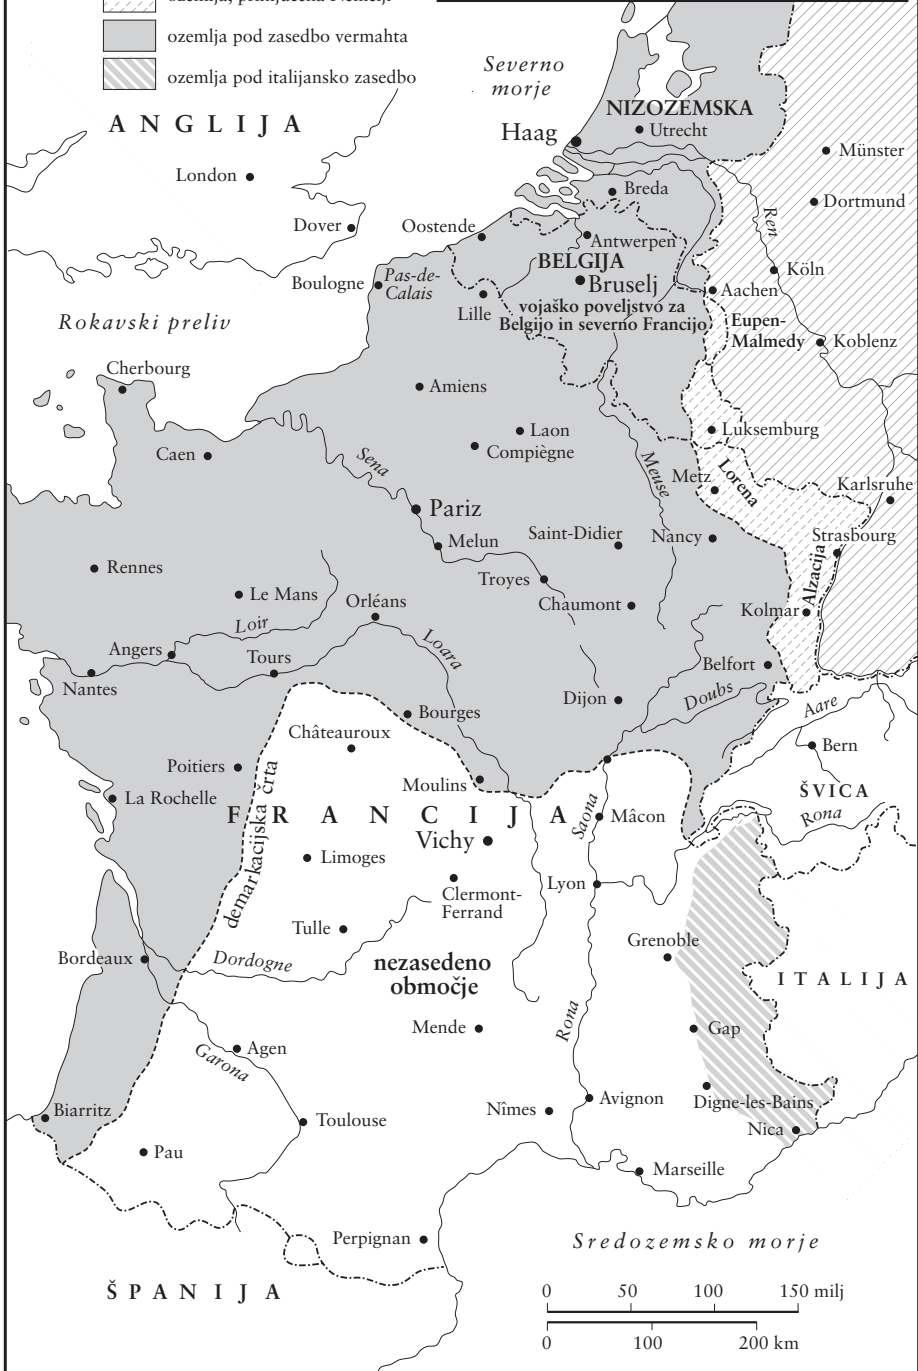 ozemlja pod zasedbo vermahta
ozemlja pod italijansko zasedbo
Severno
morje
ANGLIJA
NIZOZEMSKA
Haag
Utrecht
Münster
London
Breda
Dortmund
Ren
Dover
Oostende
Antwerpen
BELGIJA
Köln
Boulogne
Pas-de-
Calais
Bruselj
Aachen
Lille
vojaško poveljstvo za
Belgijo in severno Francijo
Eupen-
Malmedy
Rokavski preliv
Koblenz
Cherbourg
Amiens
Laon
Luksemburg
Caen
Compiègne
Sena
Meuse
Metz
Lorena
Karlsruhe
Pariz
Melun
Saint-Didier
Nancy
Strasbourg
Rennes
Troyes
Alzacija
Le Mans
Orléans
Chaumont
Kolmar
Loir
Angers
Tours
Loara
Belfort
Nantes
Dijon
Doubs
Aare
Bourges
Châteauroux
Bern
Poitiers
demarkacijska črta
Moulins
ŠVICA
La Rochelle
FRANCIJA
Saona
Mâcon
Rona
Vichy
Limoges
Lyon
Clermont-
Ferrand
Tulle
Grenoble
Bordeaux
Dordogne
nezasedeno
območje
ITALIJA
Mende
Rona
Gap
Agen
Garona
Biarritz
Nîmes
Avignon
Digne-les-Bains
Toulouse
Nica
Pau
Marseille
Perpignan
Sredozemsko morje
ŠPANIJA
0 50 100 150 milj
0 100 200 km